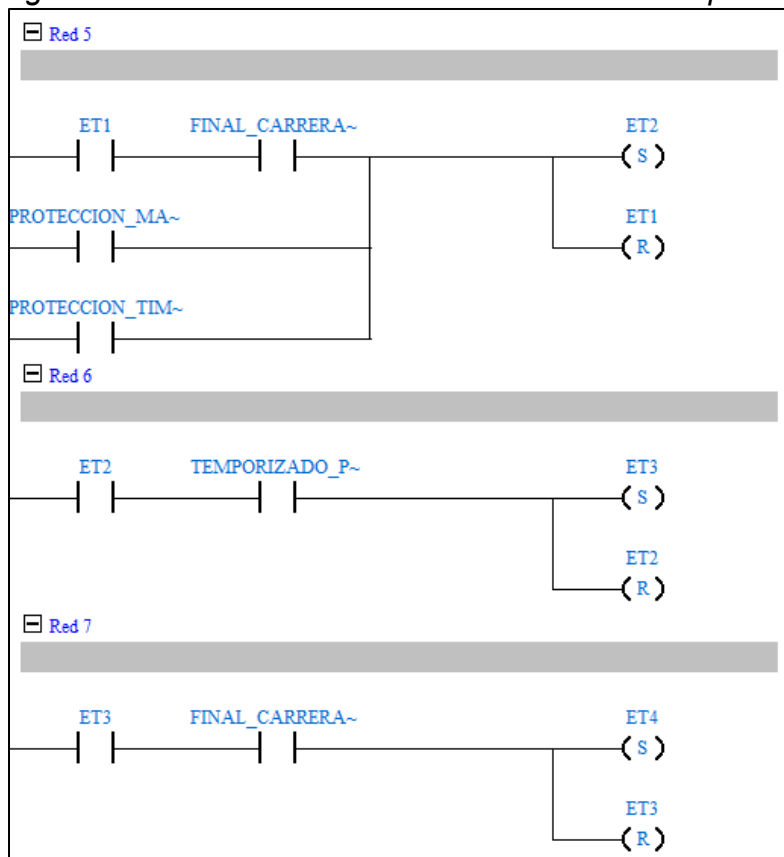 Red 5
ET1 FINAL_CARRERA~ ET2
S
PROTECCION_MA~ ET1
R
PROTECCION_TIM~
Red 6
ET2 TEMPORIZADO_P~ ET3
S
ET2
R
Red 7
ET3 FINAL_CARRERA~ ET4
S
ET3
R